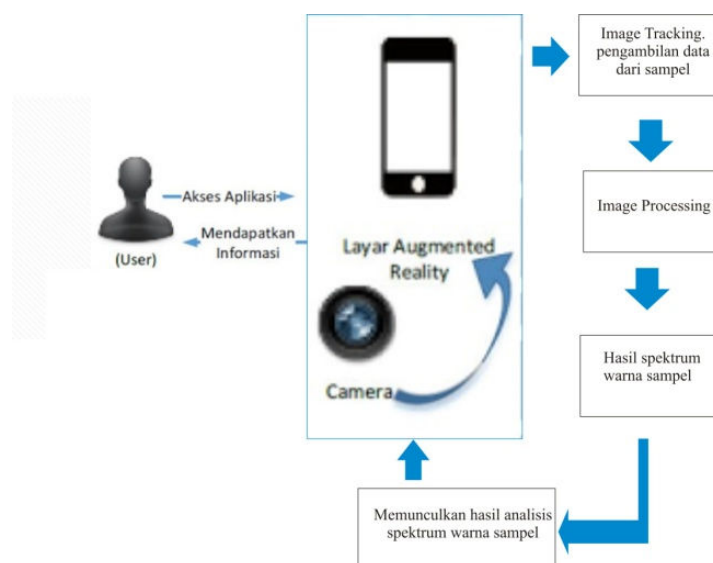 Akses Aplikasi
Mendapatkan
Informasi
(User)
Layar Augmented
Reality
Camera
Image Tracking.
pengambilan data
dari sampel
Image Processing
Hasil spektrum
warna sampel
Memunculkan hasil analisis
spektrum warna sampel